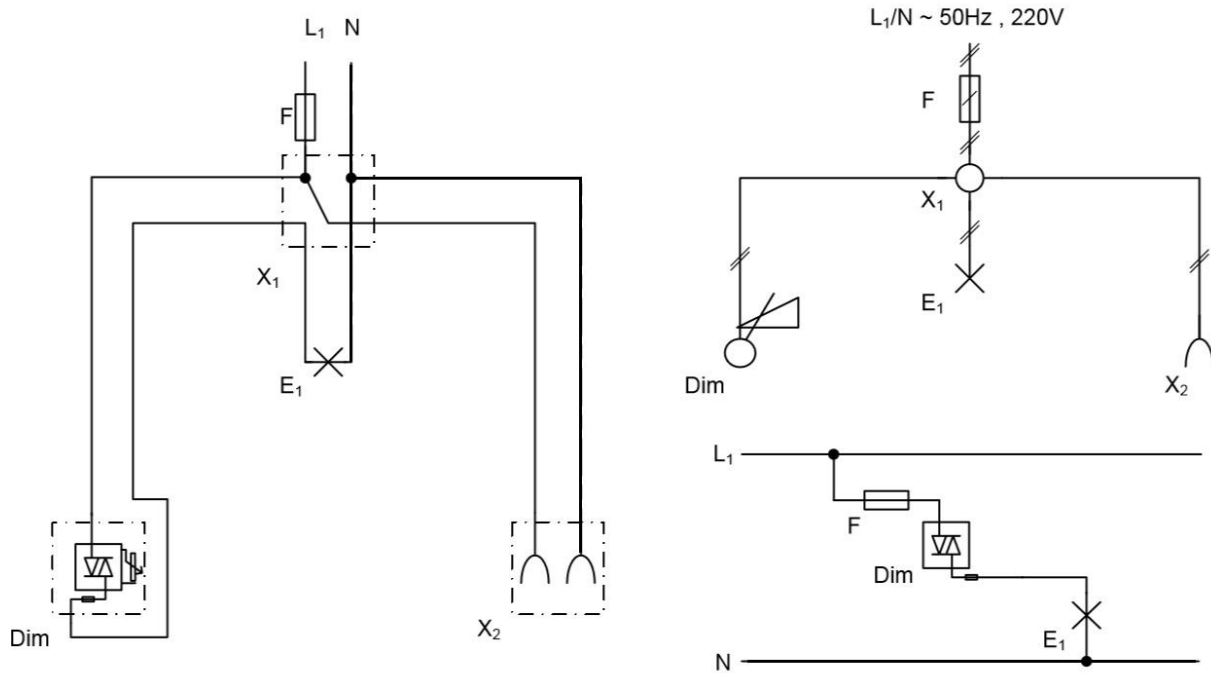 L₁ N
F
X₁
E₁
Dim
X₂
L₁/N ~ 50Hz , 220V
F
X₁
E₁
Dim
X₂
L₁
F
Dim
E₁
N